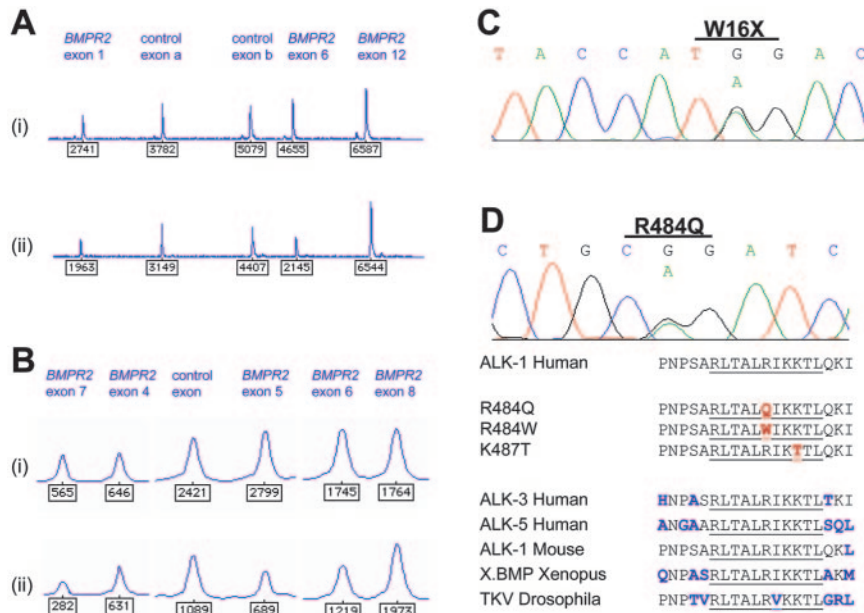 A
BMPR2 exon 1
control exon a
control exon b
BMPR2 exon 6
BMPR2 exon 12
(i)
2741
3782
5079
4655
6587
(ii)
1963
3149
4407
2145
6544
B
BMPR2 exon 7
BMPR2 exon 4
control exon
BMPR2 exon 5
BMPR2 exon 6
BMPR2 exon 8
(i)
565
646
2421
2799
1745
1764
(ii)
282
631
1089
689
1219
1973
C
W16X
T A C C A T G G A C
A
D
R484Q
C T G C G G A T C
A
ALK-1 Human PNPSARLTALRIKKTLQKI
R484Q PNPSARLTALQIKKTLQKI
R484W PNPSARLTALWIKKTLQKI
K487T PNPSARLTALRIKTTLQKI
ALK-3 Human HNPASRLTALRIKKTLTKI
ALK-5 Human ANGAARLTALRIKKTLSQL
ALK-1 Mouse PNPSARLTALRIKKTLQKL
X.BMP Xenopus QNPASRLTALRIKKTLAKM
TKV Drosophila PNPTVRLTALRVKKTLGRL